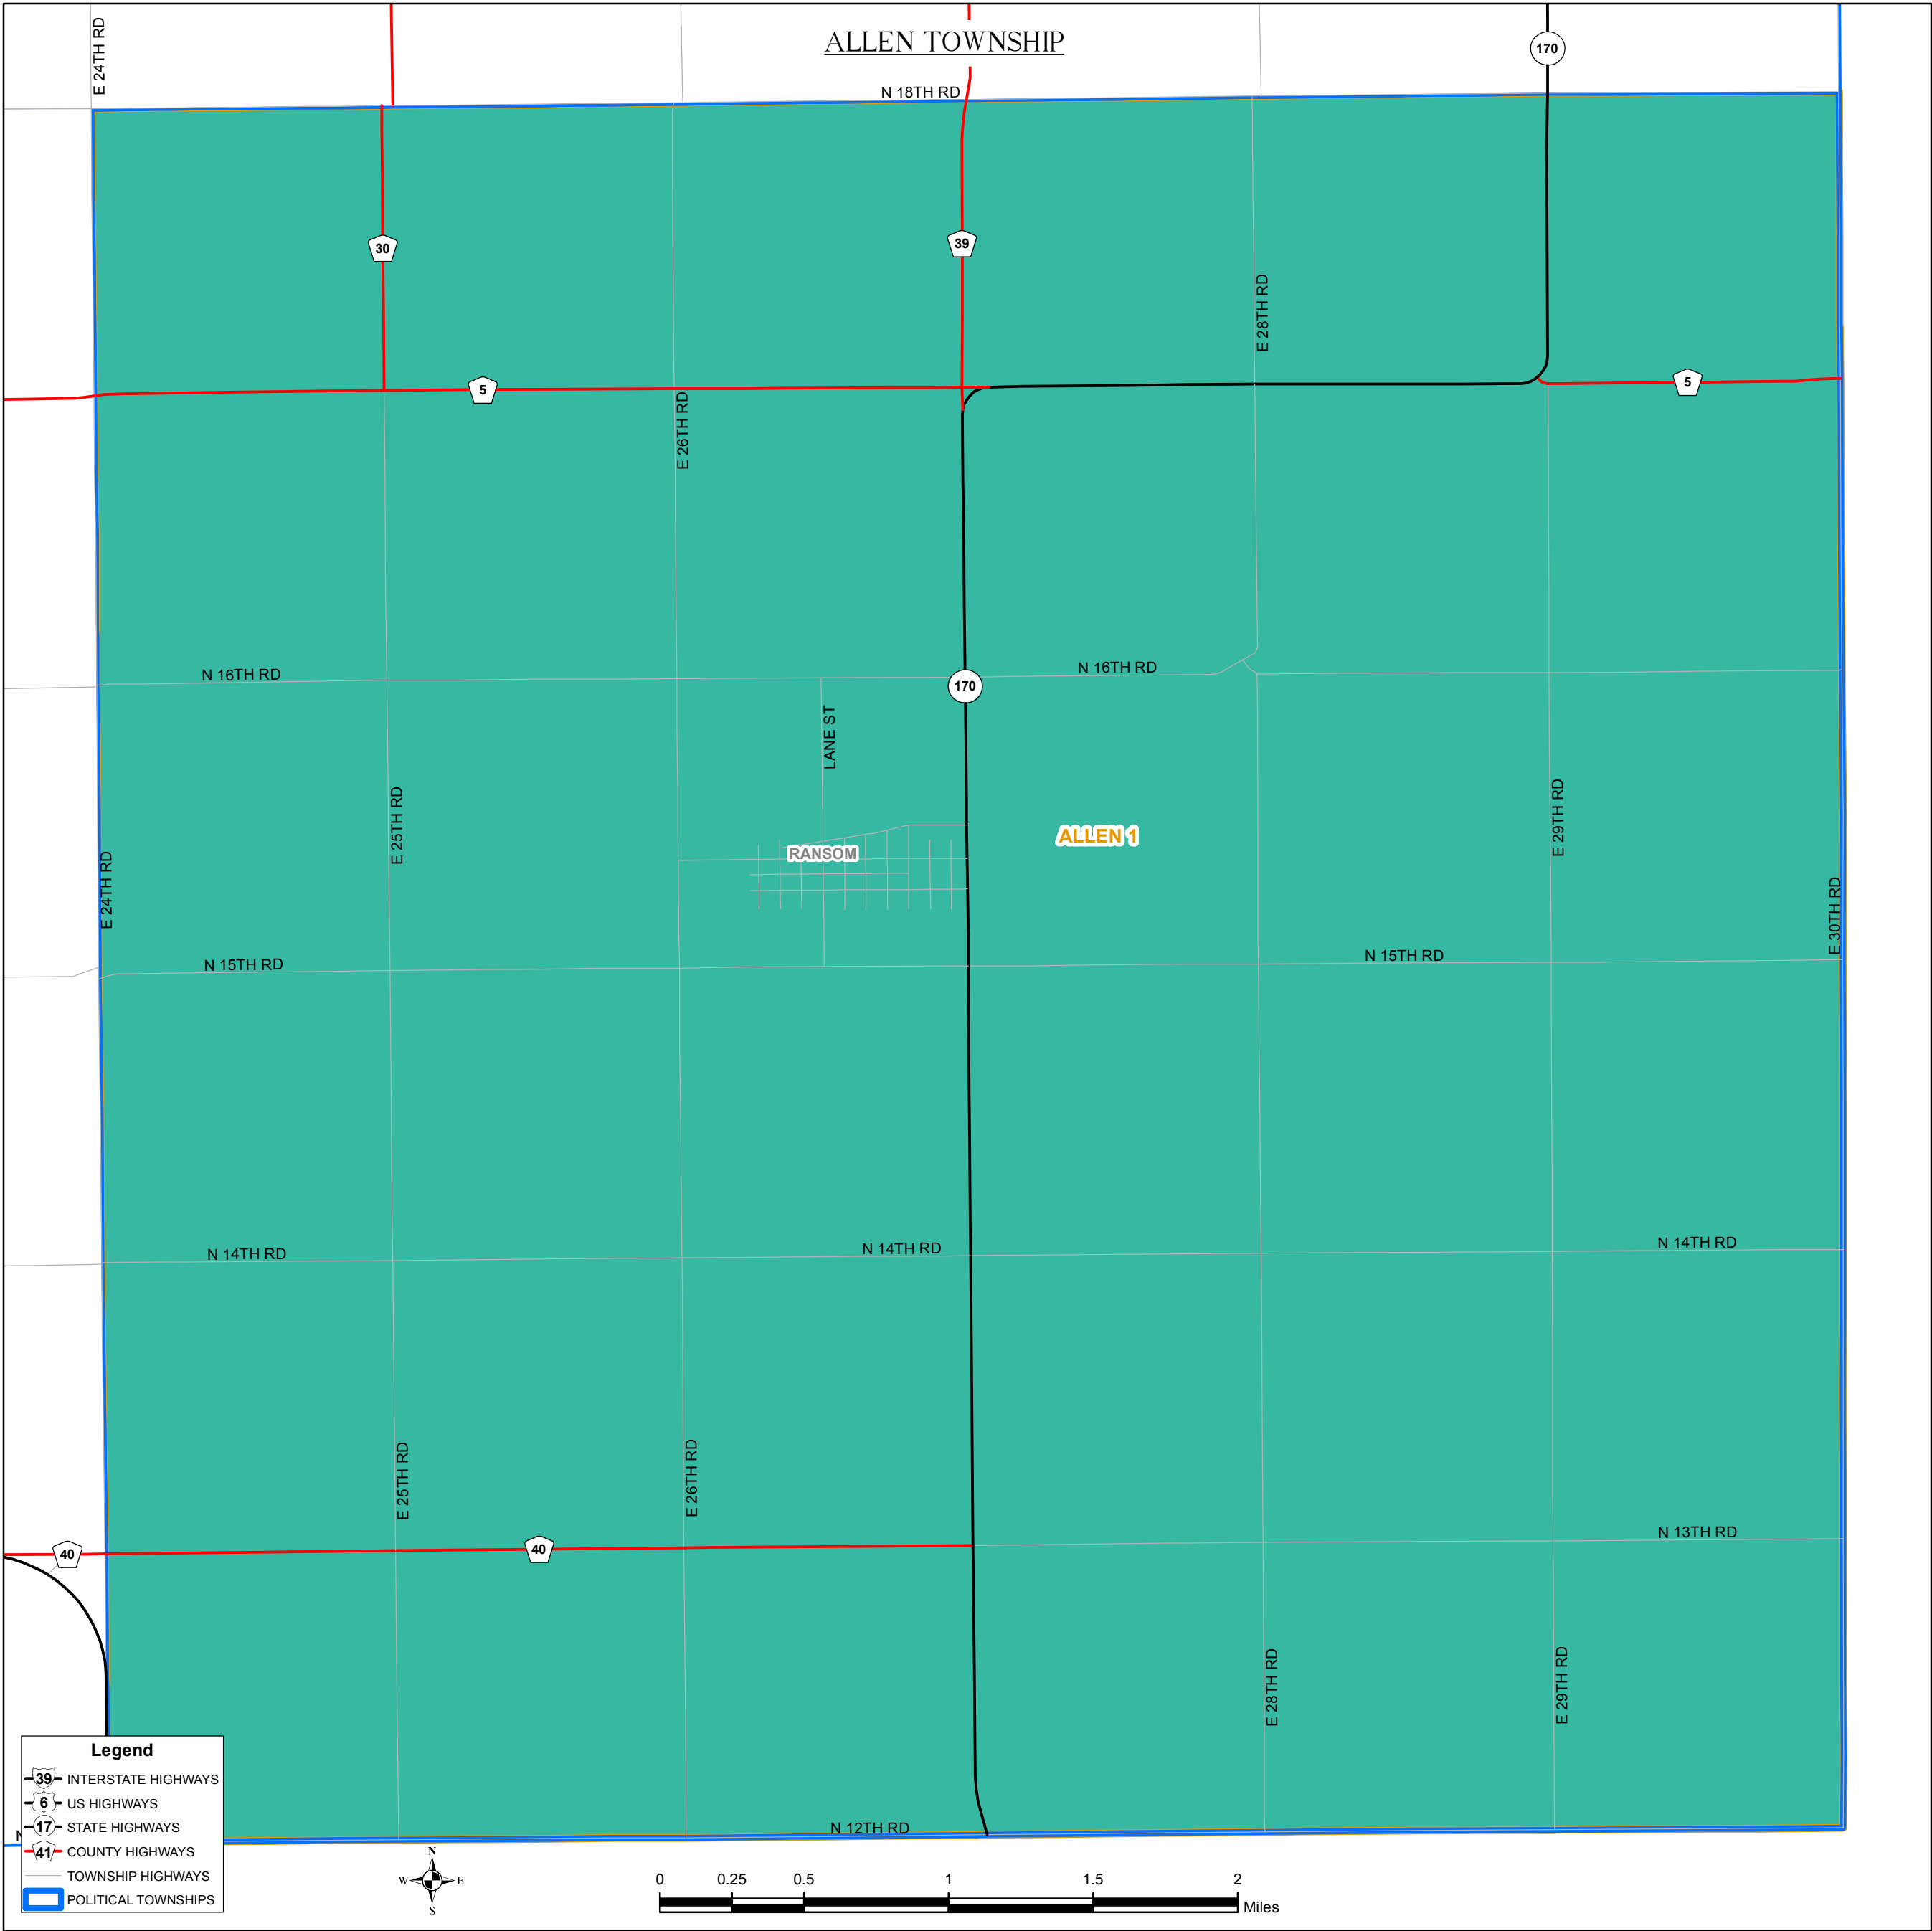 ALLEN TOWNSHIP
E 24TH RD
170
N 18TH RD
30
39
E 28TH RD
5
5
E 26TH RD
N 16TH RD
N 16TH RD
170
LANE ST
E 25TH RD
E 29TH RD
ALLEN 1
RANSOM
E 24TH RD
E 30TH RD
N 15TH RD
N 15TH RD
N 14TH RD
N 14TH RD
N 14TH RD
E 25TH RD
E 26TH RD
N 13TH RD
40
40
E 28TH RD
E 29TH RD
N 12TH RD
Legend
39 INTERSTATE HIGHWAYS
6 US HIGHWAYS
17 STATE HIGHWAYS
41 COUNTY HIGHWAYS
TOWNSHIP HIGHWAYS
POLITICAL TOWNSHIPS
N
W E
S
0 0.25 0.5 1 1.5 2
Miles